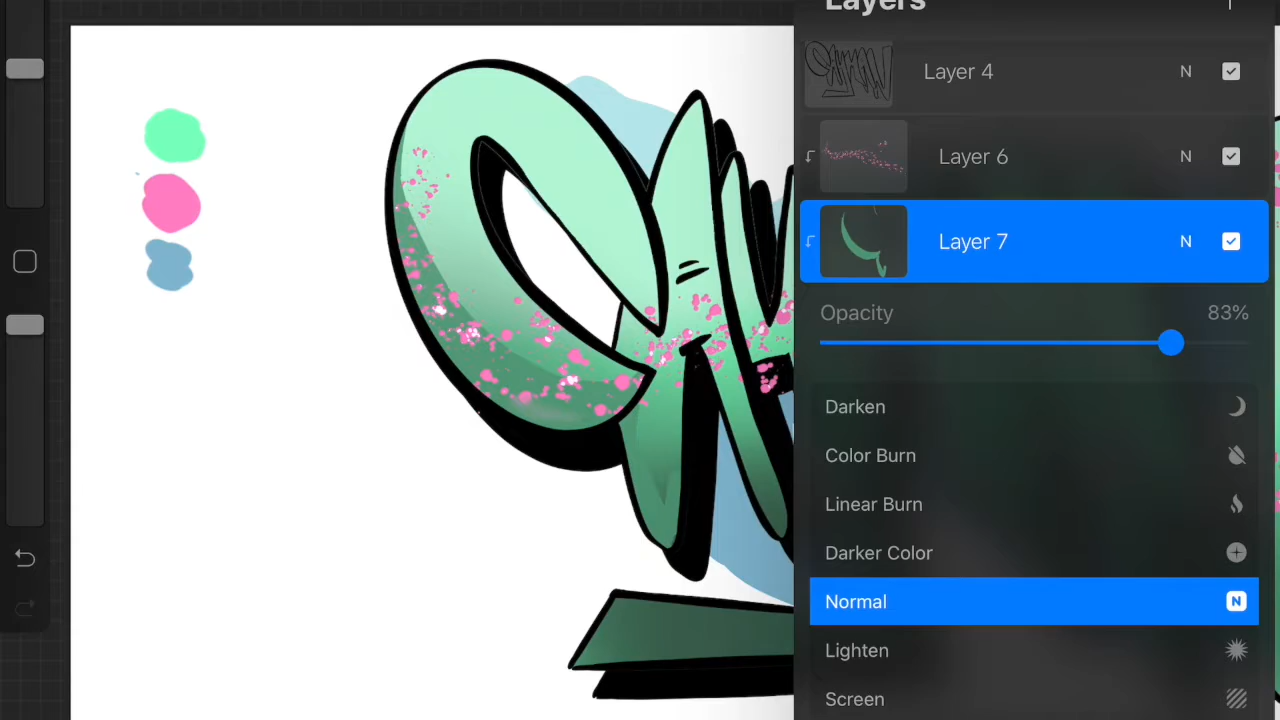 Layers
Layer 4 N
Layer 6 N
Layer 7 N
Opacity 83%
Darken
Color Burn
Linear Burn
Darker Color
Normal N
Lighten
Screen